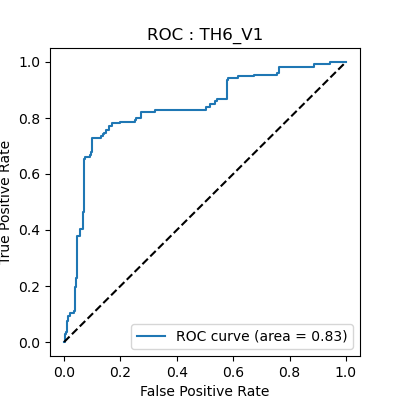 ROC : TH6_V1
True Positive Rate
1.0
0.8
0.6
0.4
0.2
0.0
0.0 0.2 0.4 0.6 0.8 1.0
ROC curve (area = 0.83)
False Positive Rate